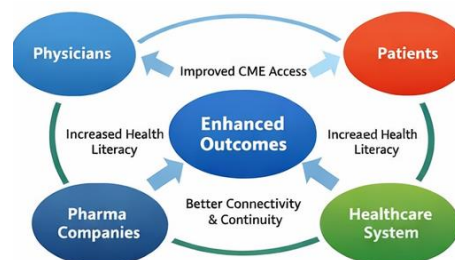 Physicians
Patients
Improved CME Access
Increased Health
Literacy
Enhanced
Outcomes
Increaed Health
Literacy
Pharma
Companies
Better Connectivity
& Continuity
Healthcare
System